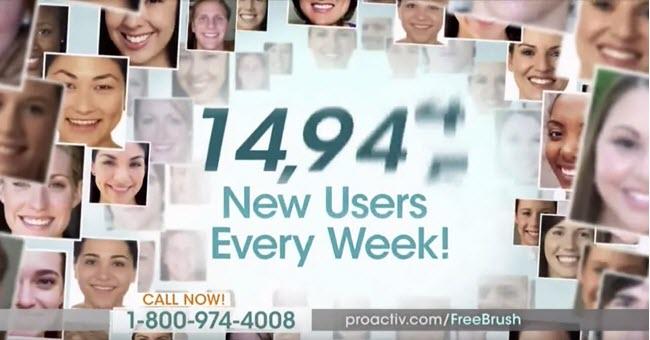 14,94
New Users
Every Week!
CALL NOW!
1-800-974-4008
proactiv.com/FreeBrush